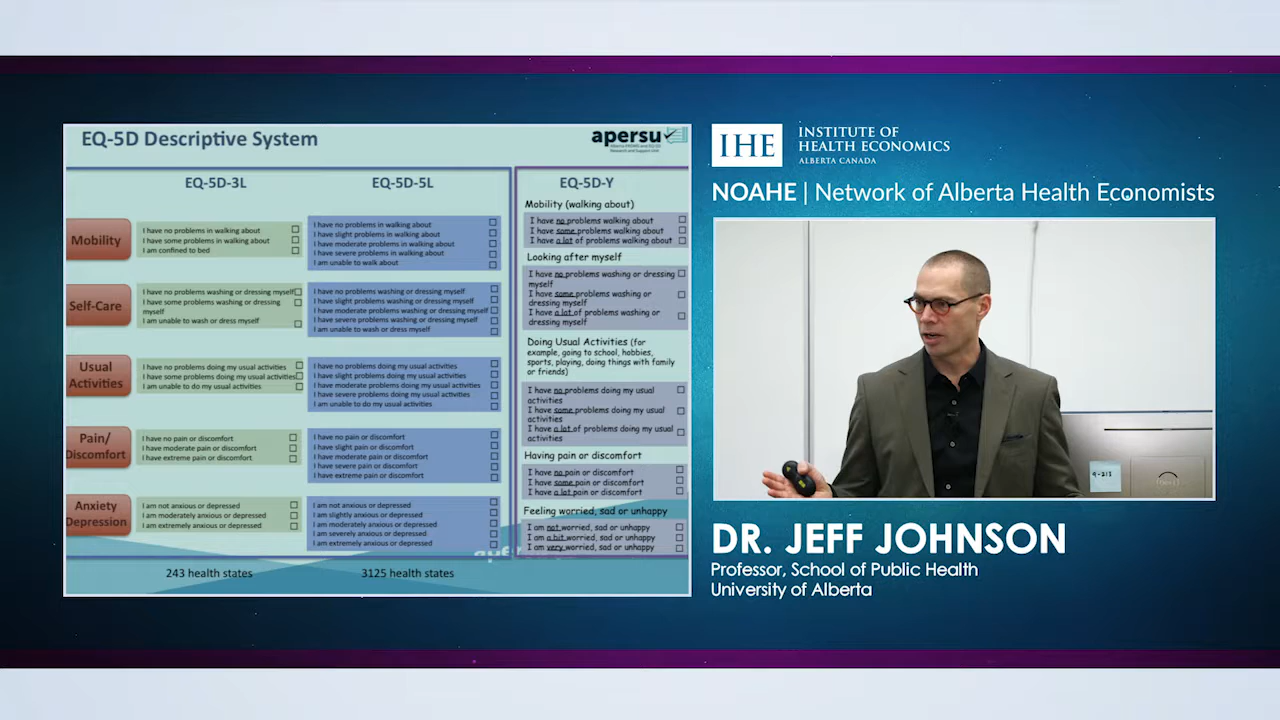 EQ-5D Descriptive System
apersu
EQ-5D-3L
EQ-5D-5L
EQ-5D-Y
Mobility
I have no problems in walking about
I have some problems in walking about
I am confined to bed
I have no problems in walking about
I have slight problems in walking about
I have moderate problems in walking about
I have severe problems in walking about
I am unable to walk about
Mobility (walking about)
I have no problems walking about
I have some problems walking about
I have a lot of problems walking about
Self-Care
I have no problems washing or dressing myself
I have some problems washing or dressing
myself
I am unable to wash or dress myself
I have no problems washing or dressing myself
I have slight problems washing or dressing myself
I have moderate problems washing or dressing myself
I have severe problems washing or dressing myself
I am unable to wash or dress myself
Looking after myself
I have no problems washing or dressing
myself
I have some problems washing or
dressing myself
I have a lot of problems washing or
dressing myself
Usual
Activities
I have no problems doing my usual activities
I have some problems doing my usual activities
I am unable to do my usual activities
I have no problems doing my usual activities
I have slight problems doing my usual activities
I have moderate problems doing my usual activities
I have severe problems doing my usual activities
I am unable to do my usual activities
Doing Usual Activities (for
example, going to school, hobbies,
sports, playing, doing things with family
or friends)
I have no problems doing my usual
activities
I have some problems doing my usual
activities
I have a lot of problems doing my usual
activities
Pain/
Discomfort
I have no pain or discomfort
I have moderate pain or discomfort
I have extreme pain or discomfort
I have no pain or discomfort
I have slight pain or discomfort
I have moderate pain or discomfort
I have severe pain or discomfort
I have extreme pain or discomfort
Having pain or discomfort
I have no pain or discomfort
I have some pain or discomfort
I have a lot pain or discomfort
Anxiety
Depression
I am not anxious or depressed
I am moderately anxious or depressed
I am extremely anxious or depressed
I am not anxious or depressed
I am slightly anxious or depressed
I am moderately anxious or depressed
I am severely anxious or depressed
I am extremely anxious or depressed
Feeling worried, sad or unhappy
I am not worried, sad or unhappy
I am a bit worried, sad or unhappy
I am very worried, sad or unhappy
243 health states
3125 health states
IHE
INSTITUTE OF
HEALTH ECONOMICS
ALBERTA CANADA
NOAHE | Network of Alberta Health Economists
DR. JEFF JOHNSON
Professor, School of Public Health
University of Alberta